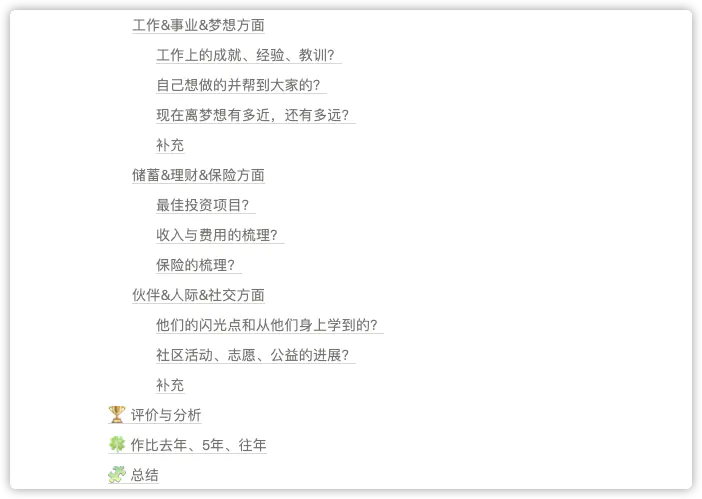 工作&事业&梦想方面
工作上的成就、经验、教训？
自己想做的并帮到大家的？
现在离梦想有多近，还有多远？
补充
储蓄&理财&保险方面
最佳投资项目？
收入与费用的梳理？
保险的梳理？
伙伴&人际&社交方面
他们的闪光点和从他们身上学到的？
社区活动、志愿、公益的进展？
补充
🏆 评价与分析
🍀 作比去年、5年、往年
🧩 总结